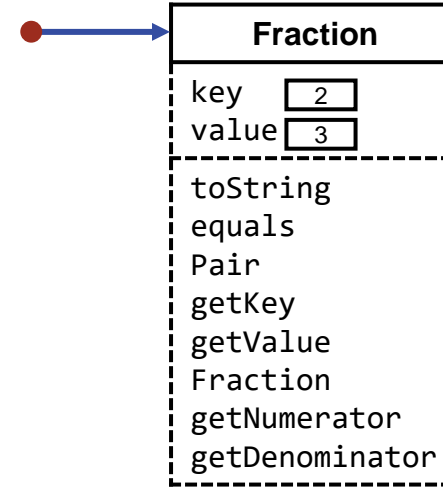 Fraction
key 2
value 3
toString
equals
Pair
getKey
getValue
Fraction
getNumerator
getDenominator